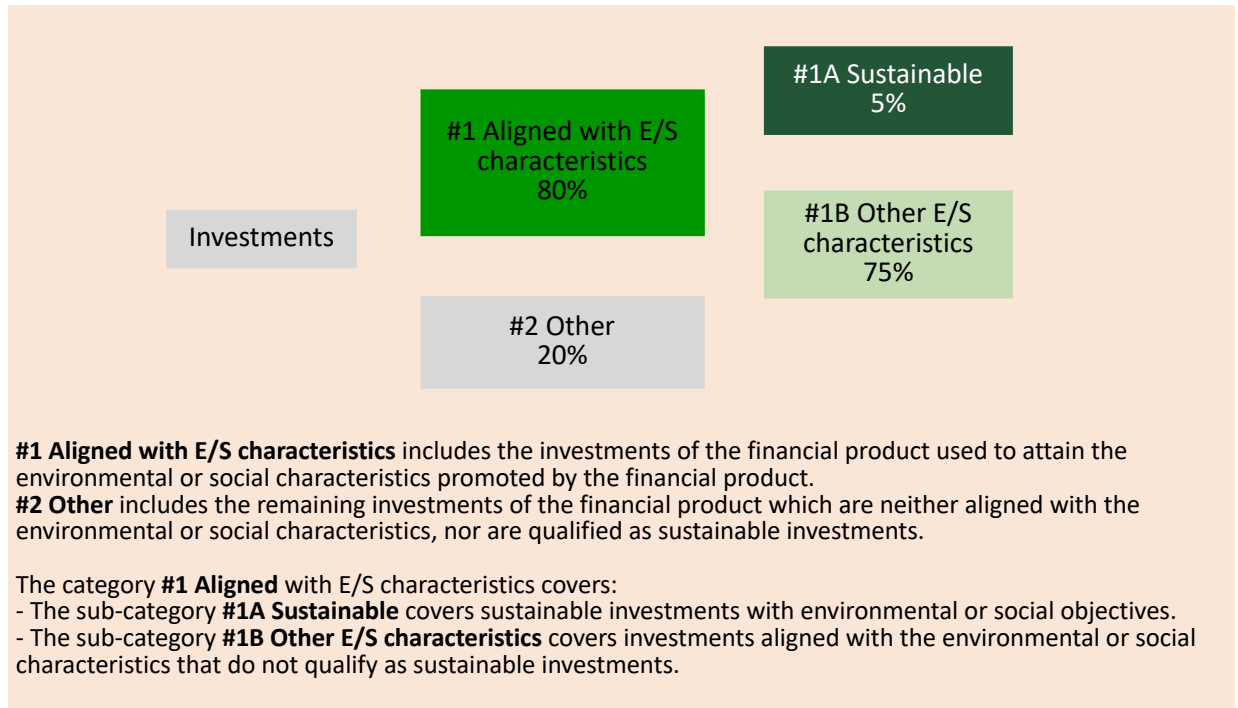 #1A Sustainable
5%
#1 Aligned with E/S
characteristics
80%
#1B Other E/S
characteristics
75%
Investments
#2 Other
20%
#1 Aligned with E/S characteristics includes the investments of the financial product used to attain the
environmental or social characteristics promoted by the financial product.
#2 Other includes the remaining investments of the financial product which are neither aligned with the
environmental or social characteristics, nor are qualified as sustainable investments.
The category #1 Aligned with E/S characteristics covers:
- The sub-category #1A Sustainable covers sustainable investments with environmental or social objectives.
- The sub-category #1B Other E/S characteristics covers investments aligned with the environmental or social
characteristics that do not qualify as sustainable investments.